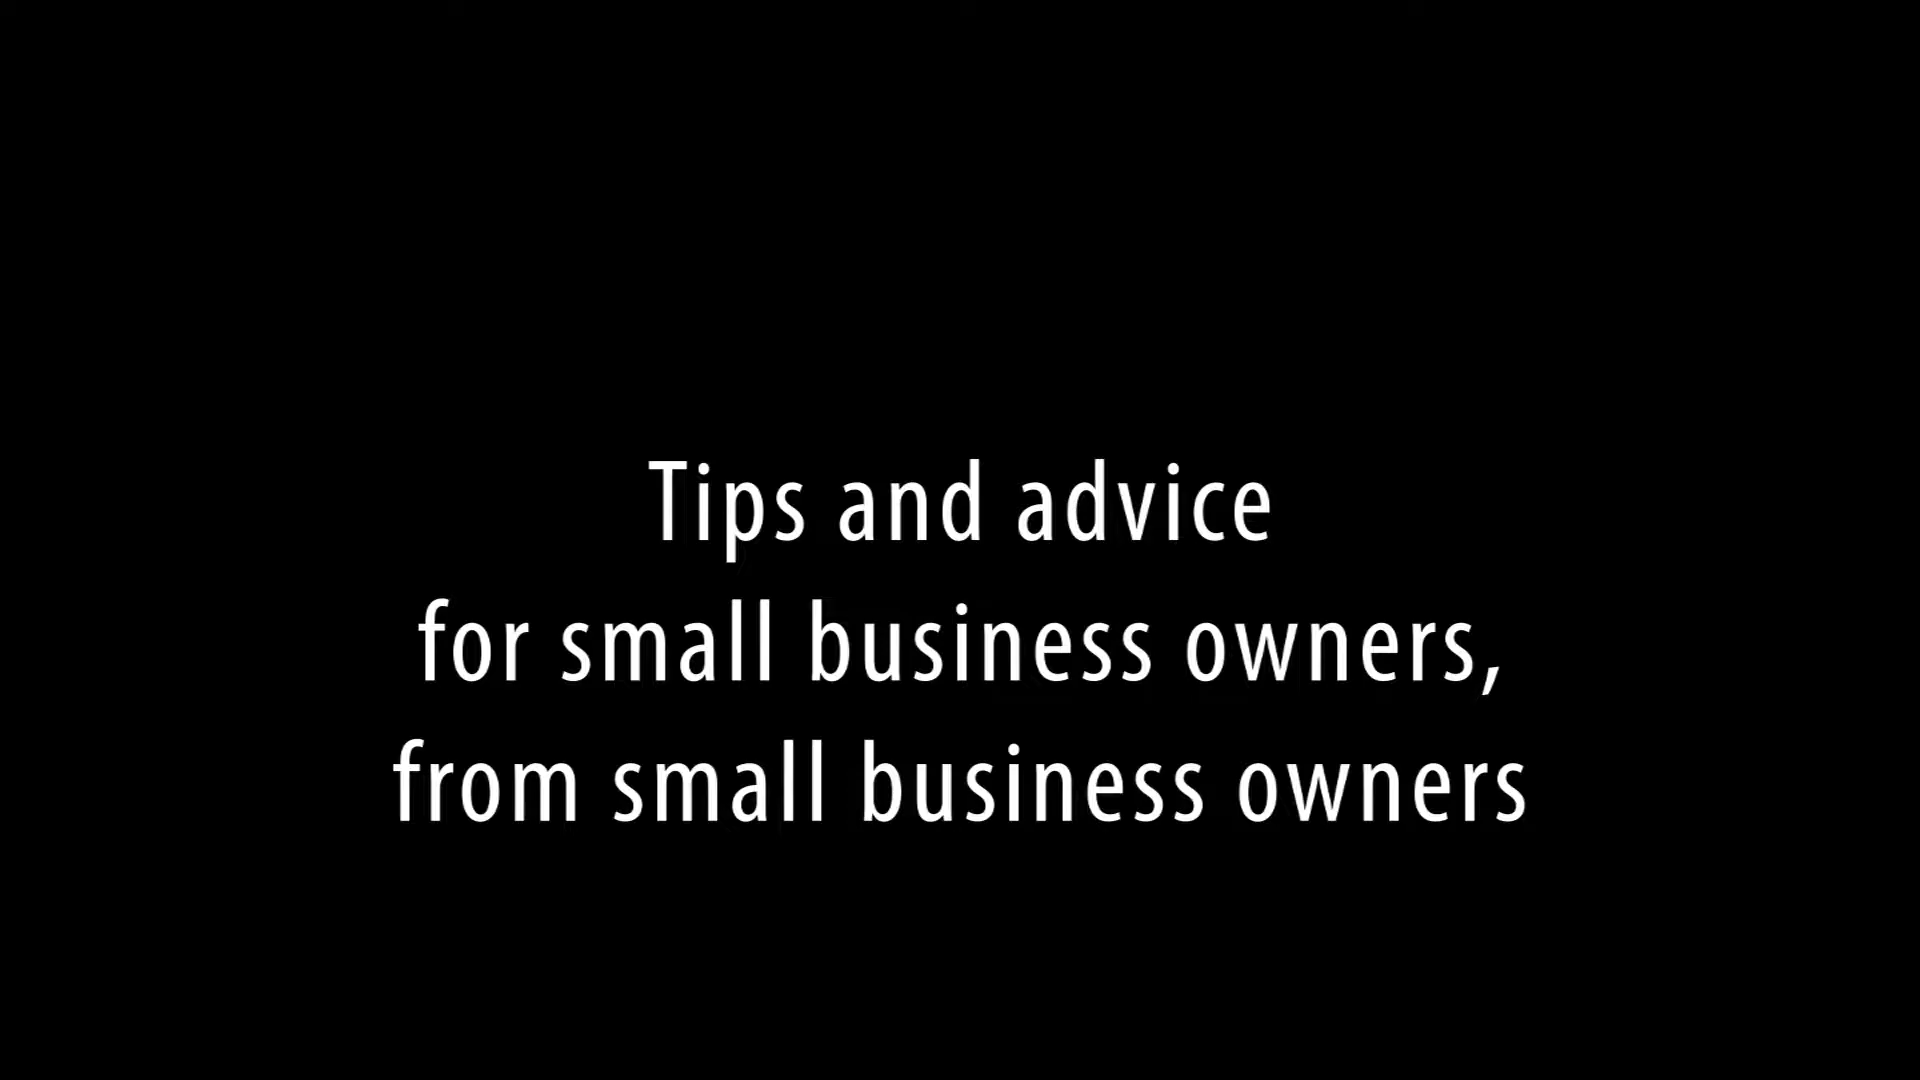 Tips and advice
for small business owners,
from small business owners